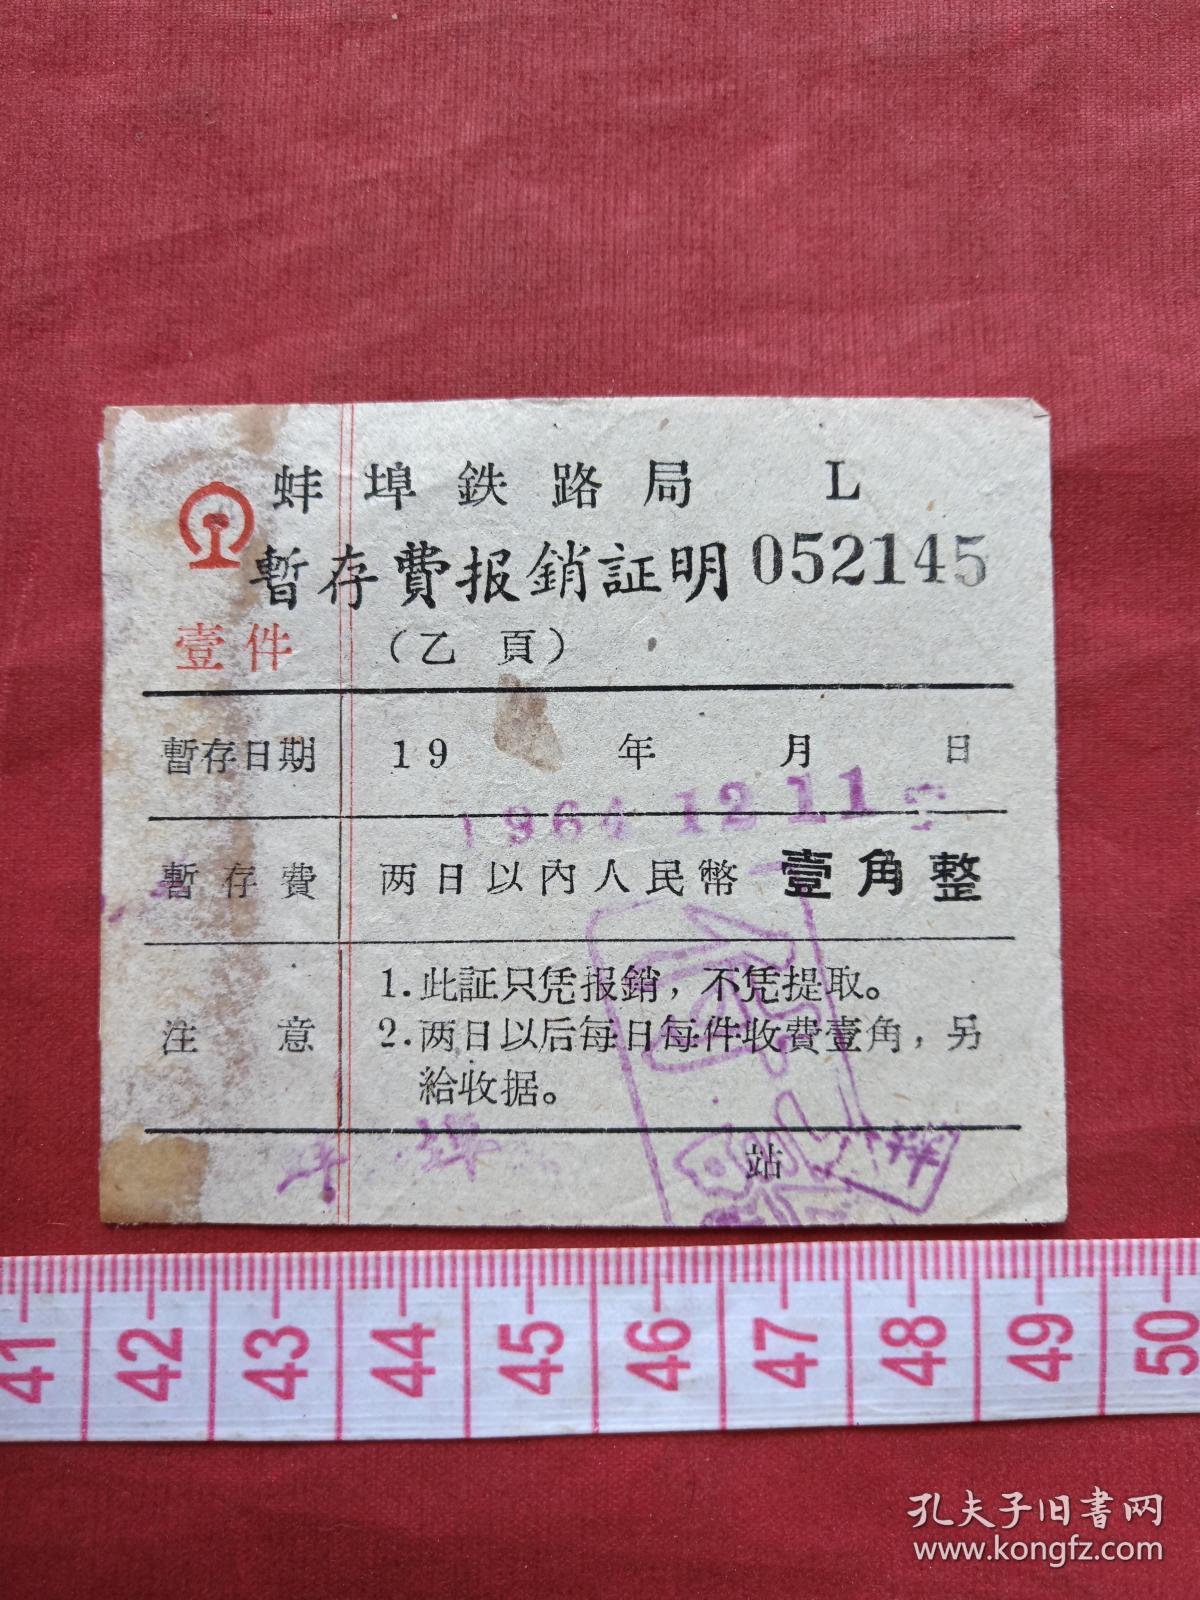 蚌埠鉄路局 L
暫存費报銷証明 052145
壹件 （乙頁）
暫存日期 19 年 月 日
1964 12 11
暫存費 两日以內人民幣 壹角整
注意 1.此証只凭报銷，不凭提取。
2.两日以后每日每件收費壹角，另
給收据。
站
41 42 43 44 45 46 47 48 49 50
孔夫子旧書网
www.kongfz.com